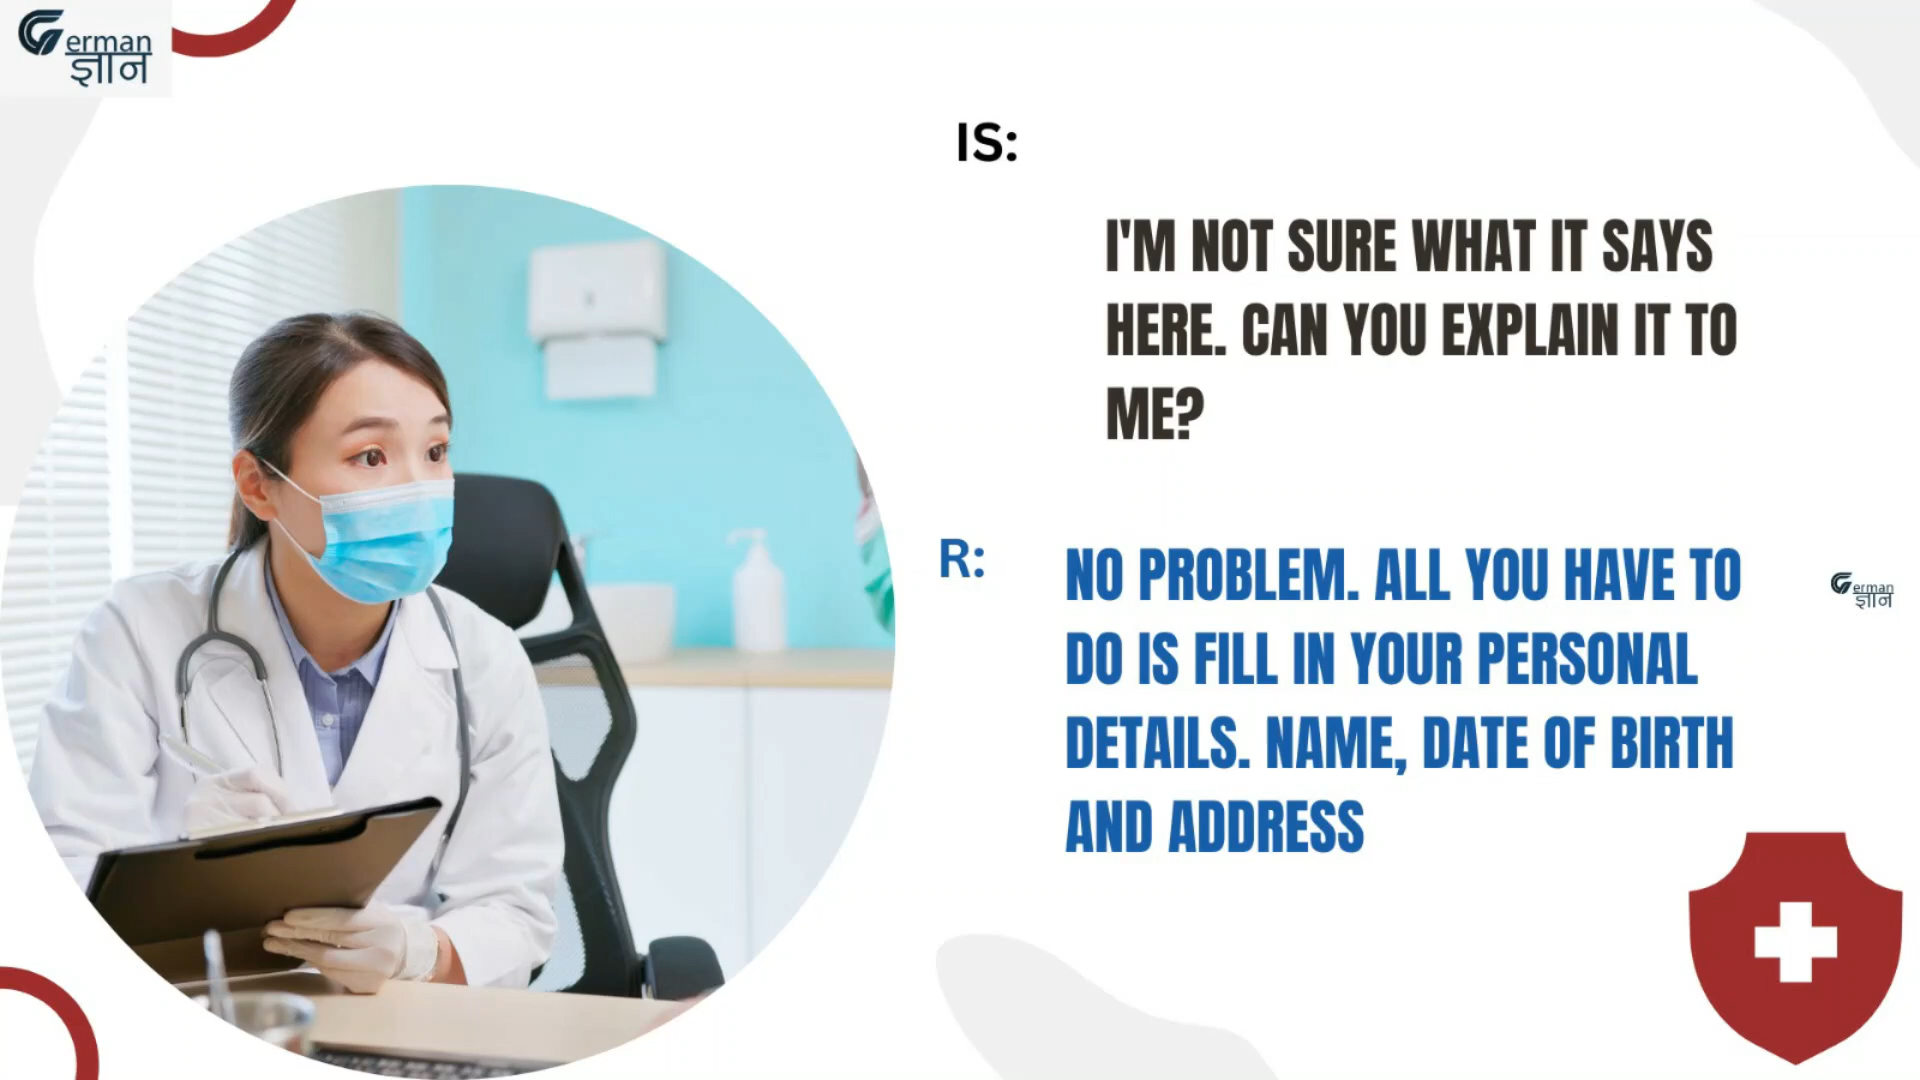 German
ज्ञान
IS:
I'M NOT SURE WHAT IT SAYS
HERE. CAN YOU EXPLAIN IT TO
ME?
R:
NO PROBLEM. ALL YOU HAVE TO
DO IS FILL IN YOUR PERSONAL
DETAILS. NAME, DATE OF BIRTH
AND ADDRESS
German
ज्ञान